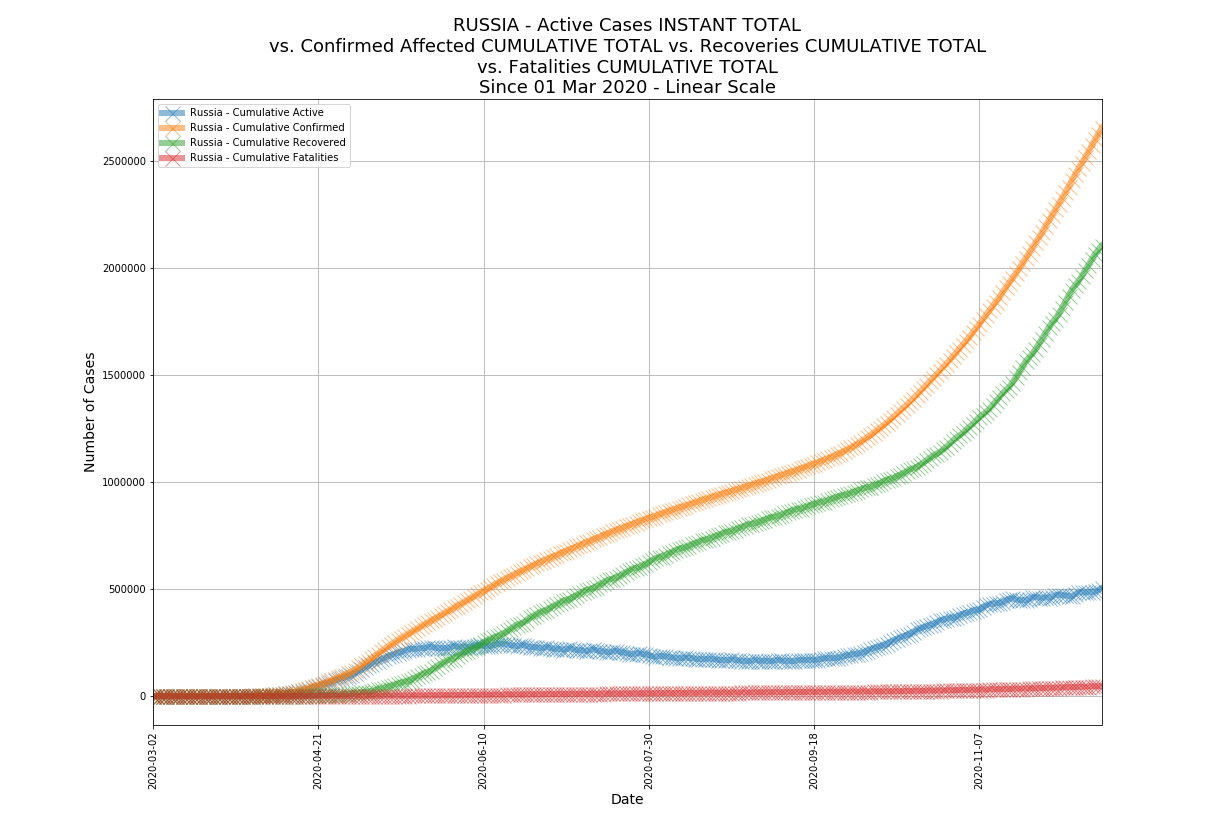 RUSSIA - Active Cases INSTANT TOTAL
vs. Confirmed Affected CUMULATIVE TOTAL vs. Recoveries CUMULATIVE TOTAL
vs. Fatalities CUMULATIVE TOTAL
Since 01 Mar 2020 - Linear Scale
Russia - Cumulative Active
Russia - Cumulative Confirmed
Russia - Cumulative Recovered
Russia - Cumulative Fatalities
Number of Cases
2500000
2000000
1500000
1000000
500000
0
2020-03-02
2020-04-21
2020-06-10
2020-07-30
2020-09-18
2020-11-07
Date